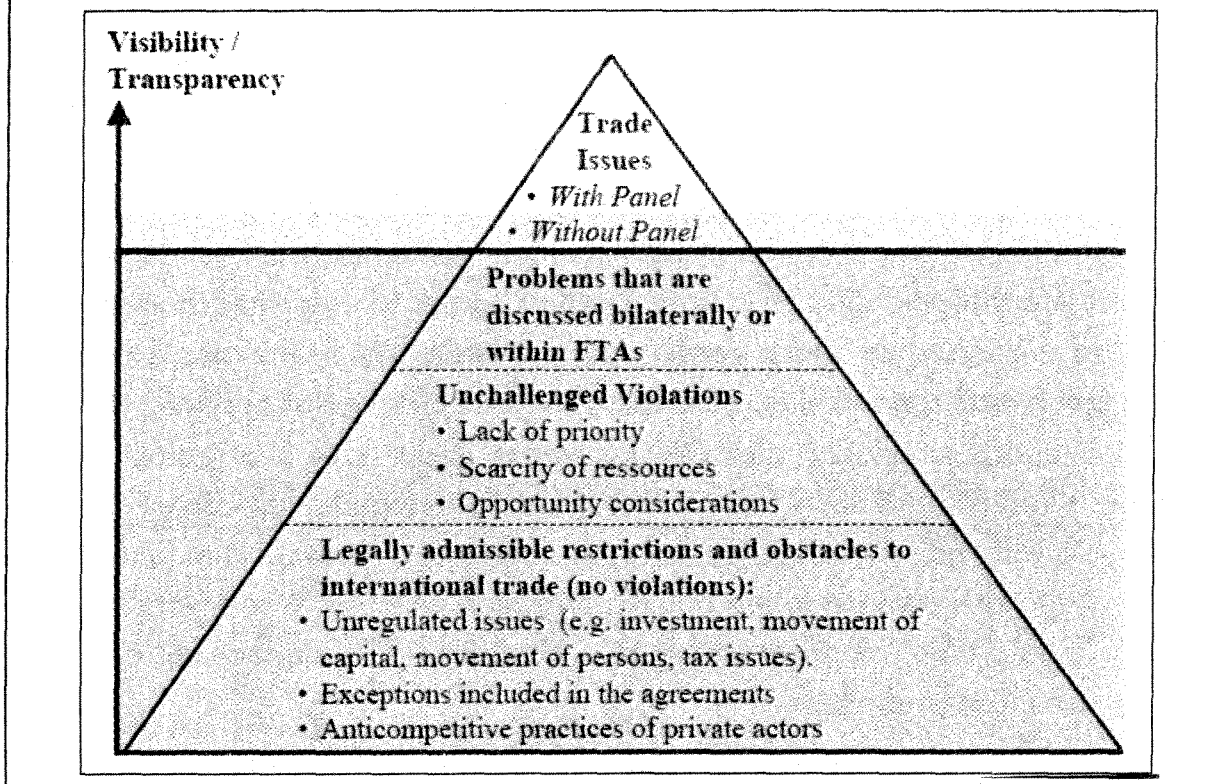 Visibility /
Transparency
Trade
Issues
• With Panel
• Without Panel
Problems that are
discussed bilaterally or
within FTAs
Unchallenged Violations
• Lack of priority
• Scarcity of ressources
• Opportunity considerations
Legally admissible restrictions and obstacles to
international trade (no violations):
• Unregulated issues (e.g. investment, movement of
capital, movement of persons, tax issues).
• Exceptions included in the agreements
• Anticompetitive practices of private actors